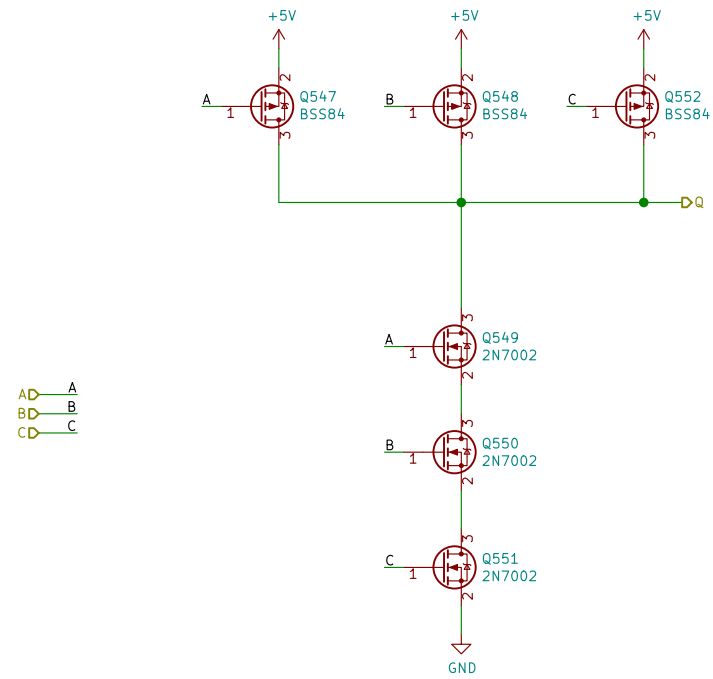 +5V +5V +5V
2 2 2
A Q547 B Q548 C Q552
1 BSS84 1 BSS84 1 BSS84
3 3 3
Q
3
A Q549
1 2N7002
2
A A
B B
C C
3
B Q550
1 2N7002
2
3
C Q551
1 2N7002
2
GND